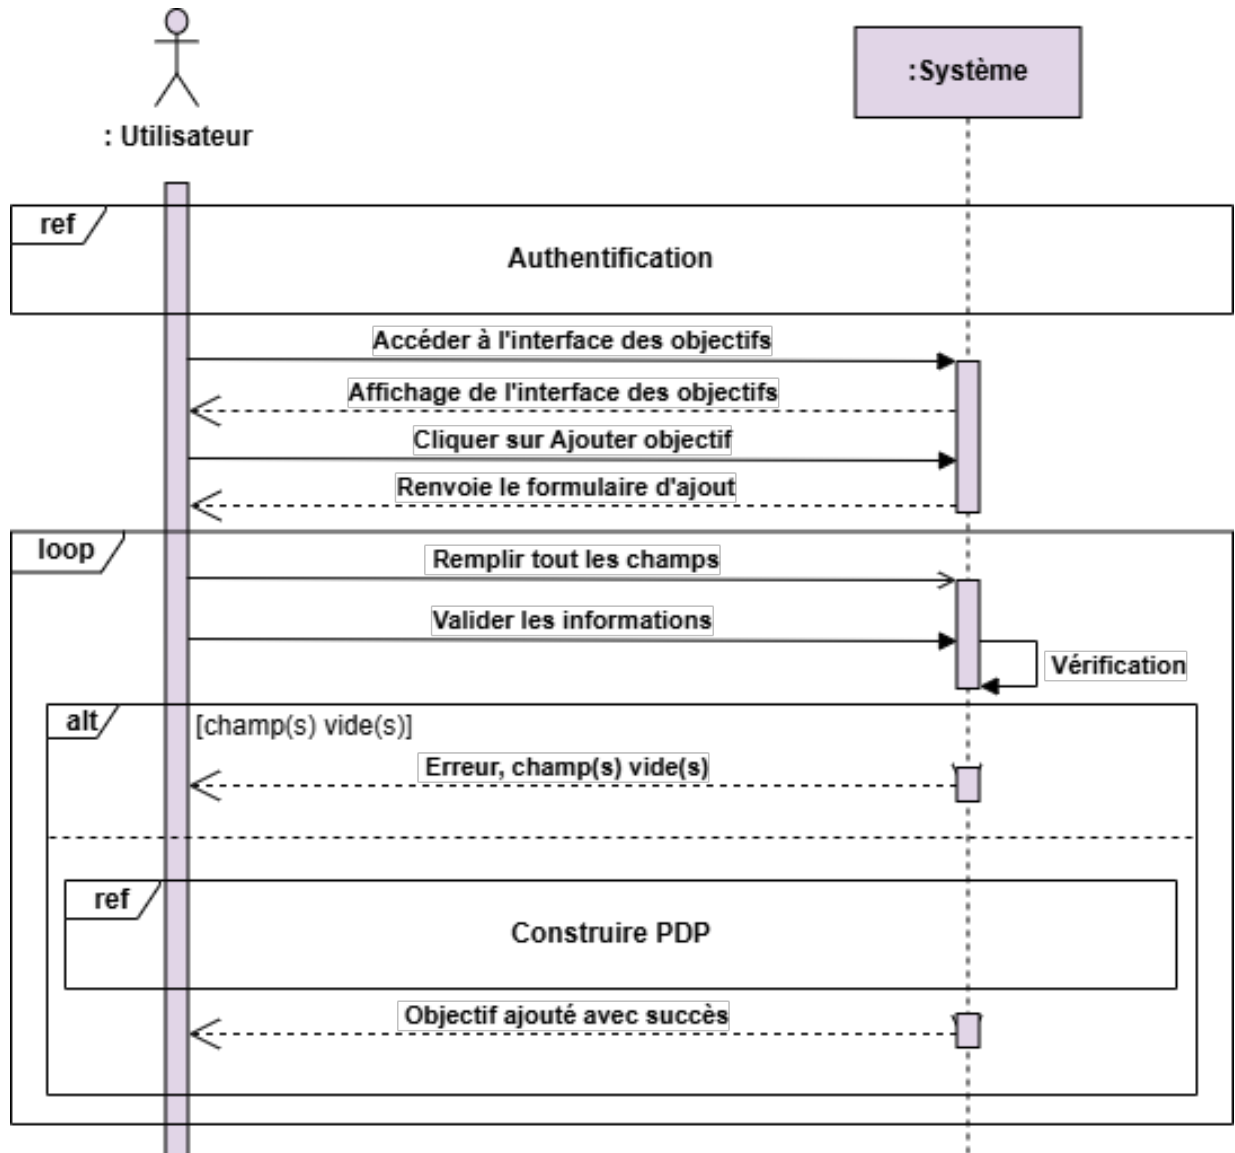 : Utilisateur
:Système
ref
Authentification
Accéder à l'interface des objectifs
Affichage de l'interface des objectifs
Cliquer sur Ajouter objectif
Renvoie le formulaire d'ajout
loop
Remplir tout les champs
Valider les informations
Vérification
alt
[champ(s) vide(s)]
Erreur, champ(s) vide(s)
ref
Construire PDP
Objectif ajouté avec succès